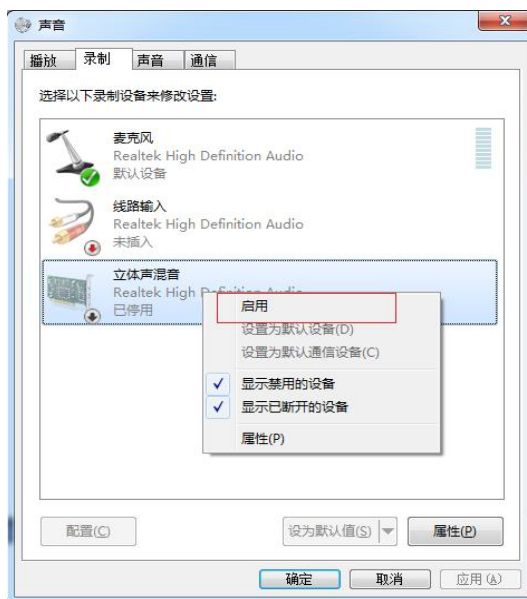 声音
播放 录制 声音 通信
选择以下录制设备来修改设置:
麦克风
Realtek High Definition Audio
默认设备
线路输入
Realtek High Definition Audio
未插入
立体声混音
Realtek High Definition Audio
已停用
启用
设置为默认设备(D)
设置为默认通信设备(C)
显示禁用的设备
显示已断开的设备
属性(P)
配置(C) 设为默认值(S) 属性(P)
确定 取消 应用(A)